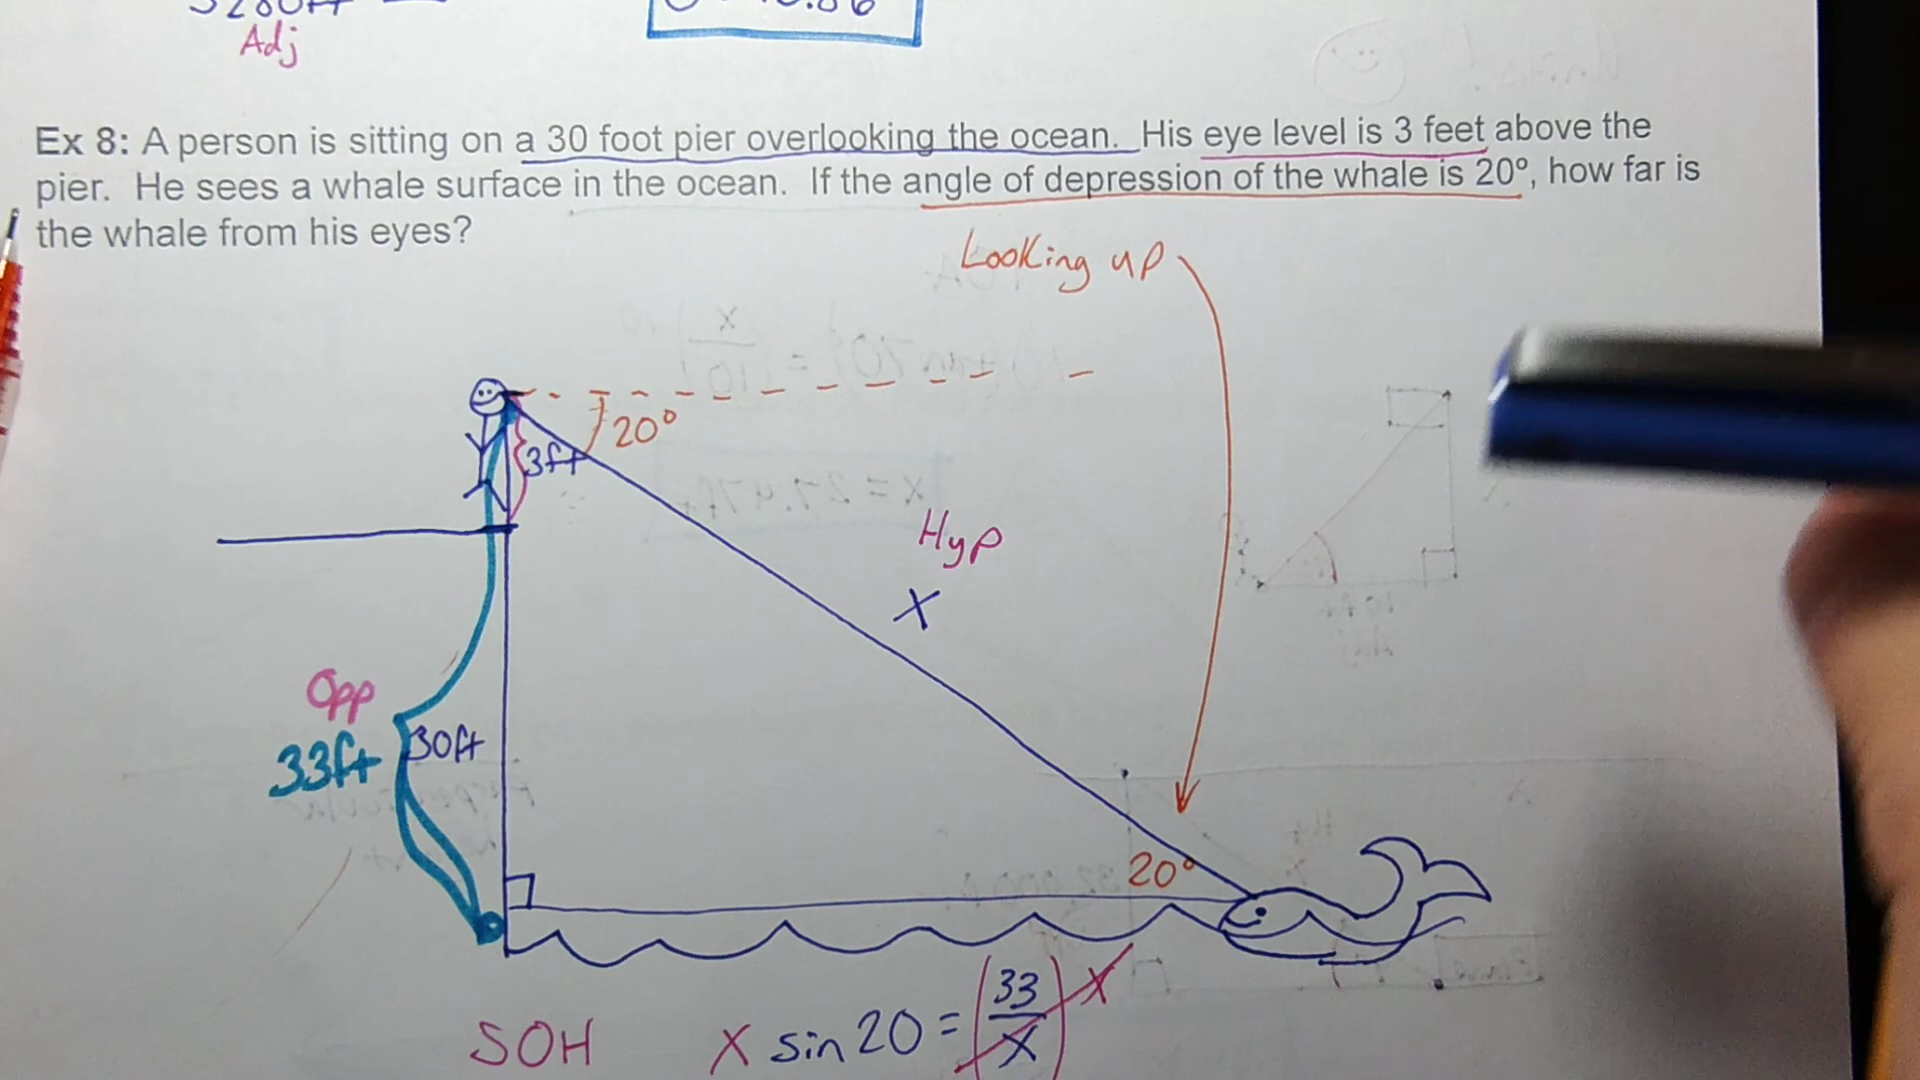 Adj
Ex 8: A person is sitting on a 30 foot pier overlooking the ocean. His eye level is 3 feet above the
pier. He sees a whale surface in the ocean. If the angle of depression of the whale is 20º, how far is
the whale from his eyes?
Looking up
20°
3ft
Hyp
X
Opp
33ft
30ft
20°
SOH
X sin 20 = (33/X) X